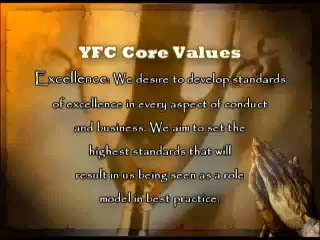 YFC Core Values
Excellence: We desire to develop standards
of excellence in every aspect of conduct
and business. We aim to set the
highest standards that will
result in us being seen as a role
model in best practice.